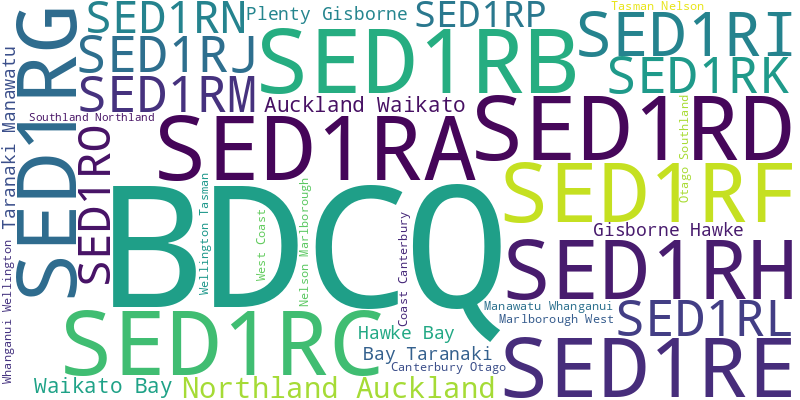 SED1RG
SED1RN
Plenty Gisborne
SED1RP
Tasman Nelson
SED1RI
SED1RJ
SED1RB
SED1RK
SED1RM
Auckland Waikato
SED1RD
Southland Northland
Whanganui Wellington
Taranaki Manawatu
SED1RO
SED1RA
Otago Southland
SED1RF
BDCQ
Wellington Tasman
West Coast
Nelson Marlborough
Coast Canterbury
Gisborne Hawke
SED1RH
Manawatu Whanganui
Marlborough West
SED1RL
SED1RC
Hawke Bay
Bay Taranaki
Canterbury Otago
SED1RE
Waikato Bay
Northland Auckland